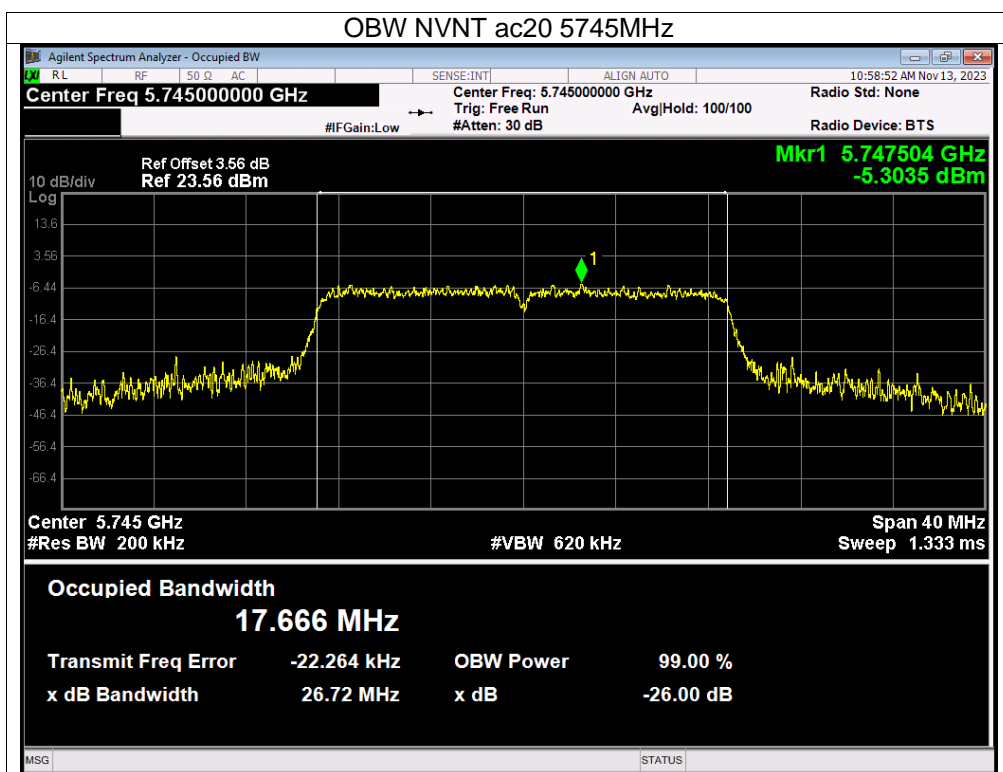 OBW NVNT ac20 5745MHz
Agilent Spectrum Analyzer - Occupied BW
LXI RL RF 50 Ω AC SENSE:INT ALIGN AUTO 10:58:52 AM Nov 13, 2023
Center Freq 5.745000000 GHz Center Freq: 5.745000000 GHz Radio Std: None
Trig: Free Run Avg|Hold: 100/100
#IFGain:Low #Atten: 30 dB Radio Device: BTS
Mkr1 5.747504 GHz
-5.3035 dBm
Ref Offset 3.56 dB
10 dB/div Ref 23.56 dBm
Log
13.6
3.56
1
-6.44
-16.4
-26.4
-36.4
-46.4
-56.4
-66.4
Center 5.745 GHz Span 40 MHz
#Res BW 200 kHz #VBW 620 kHz Sweep 1.333 ms
Occupied Bandwidth
17.666 MHz
Transmit Freq Error -22.264 kHz OBW Power 99.00 %
x dB Bandwidth 26.72 MHz x dB -26.00 dB
MSG STATUS